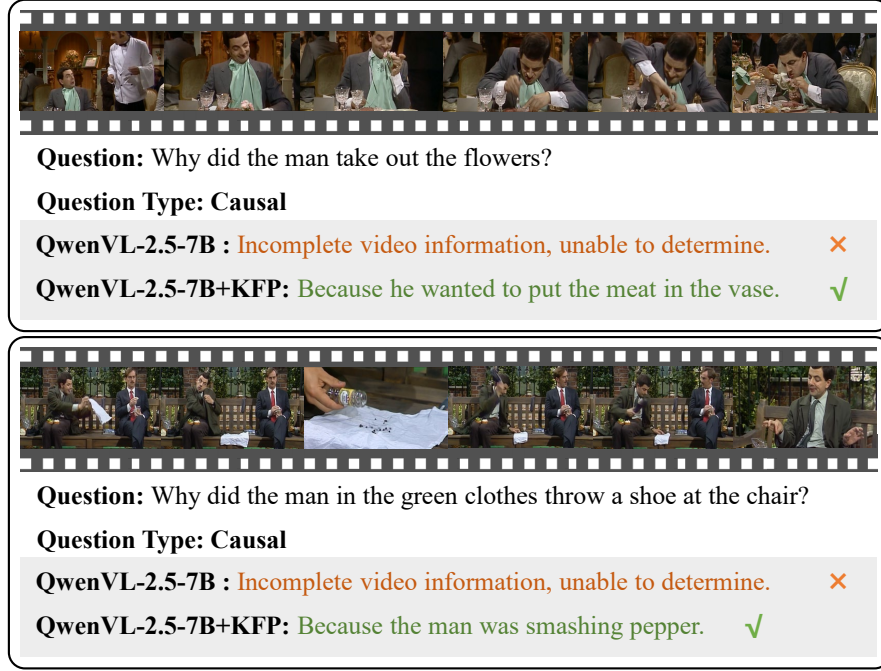 Question: Why did the man take out the flowers?
Question Type: Causal
QwenVL-2.5-7B : Incomplete video information, unable to determine. ×
QwenVL-2.5-7B+KFP: Because he wanted to put the meat in the vase. √
Question: Why did the man in the green clothes throw a shoe at the chair?
Question Type: Causal
QwenVL-2.5-7B : Incomplete video information, unable to determine. ×
QwenVL-2.5-7B+KFP: Because the man was smashing pepper. √